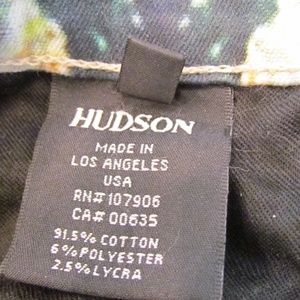 HUDSON
MADE IN
LOS ANGELES
USA
RN#107906
CA#00635
91.5% COTTON
6% POLYESTER
2.5% LYCRA